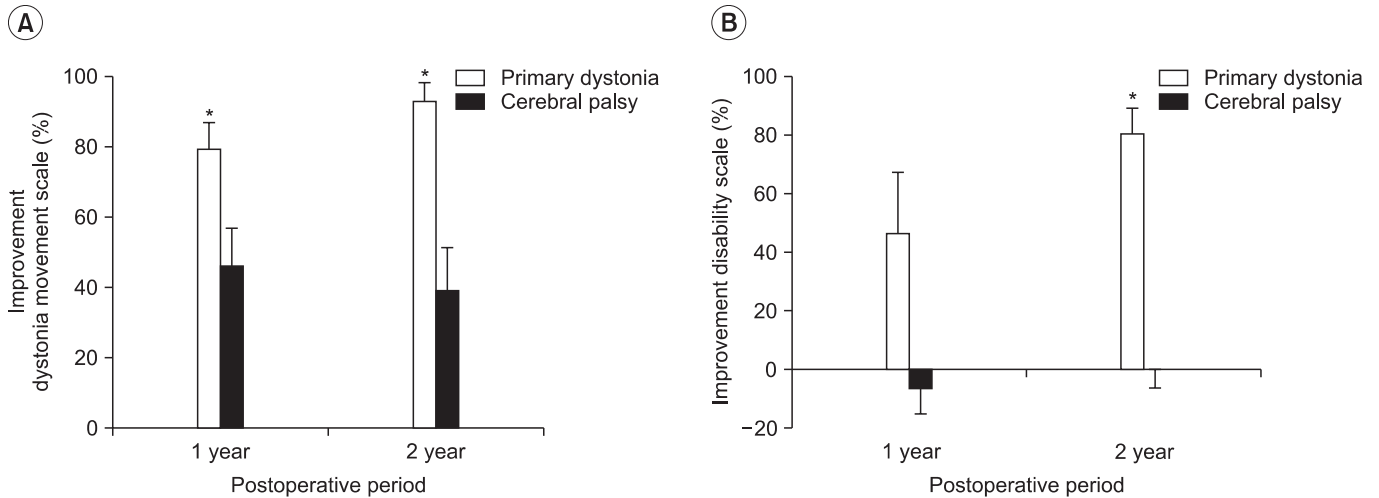 A
Improvement
dystonia movement scale (%)
100
80
60
40
20
0
*
*
Primary dystonia
Cerebral palsy
1 year
2 year
Postoperative period
B
Improvement disability scale (%)
100
80
60
40
20
0
−20
*
Primary dystonia
Cerebral palsy
1 year
2 year
Postoperative period